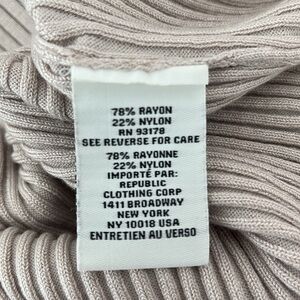 78% RAYON
22% NYLON
RN 93178
SEE REVERSE FOR CARE
78% RAYONNE
22% NYLON
IMPORTÉ PAR:
REPUBLIC
CLOTHING CORP
1411 BROADWAY
NEW YORK
NY 10018 USA
ENTRETIEN AU VERSO